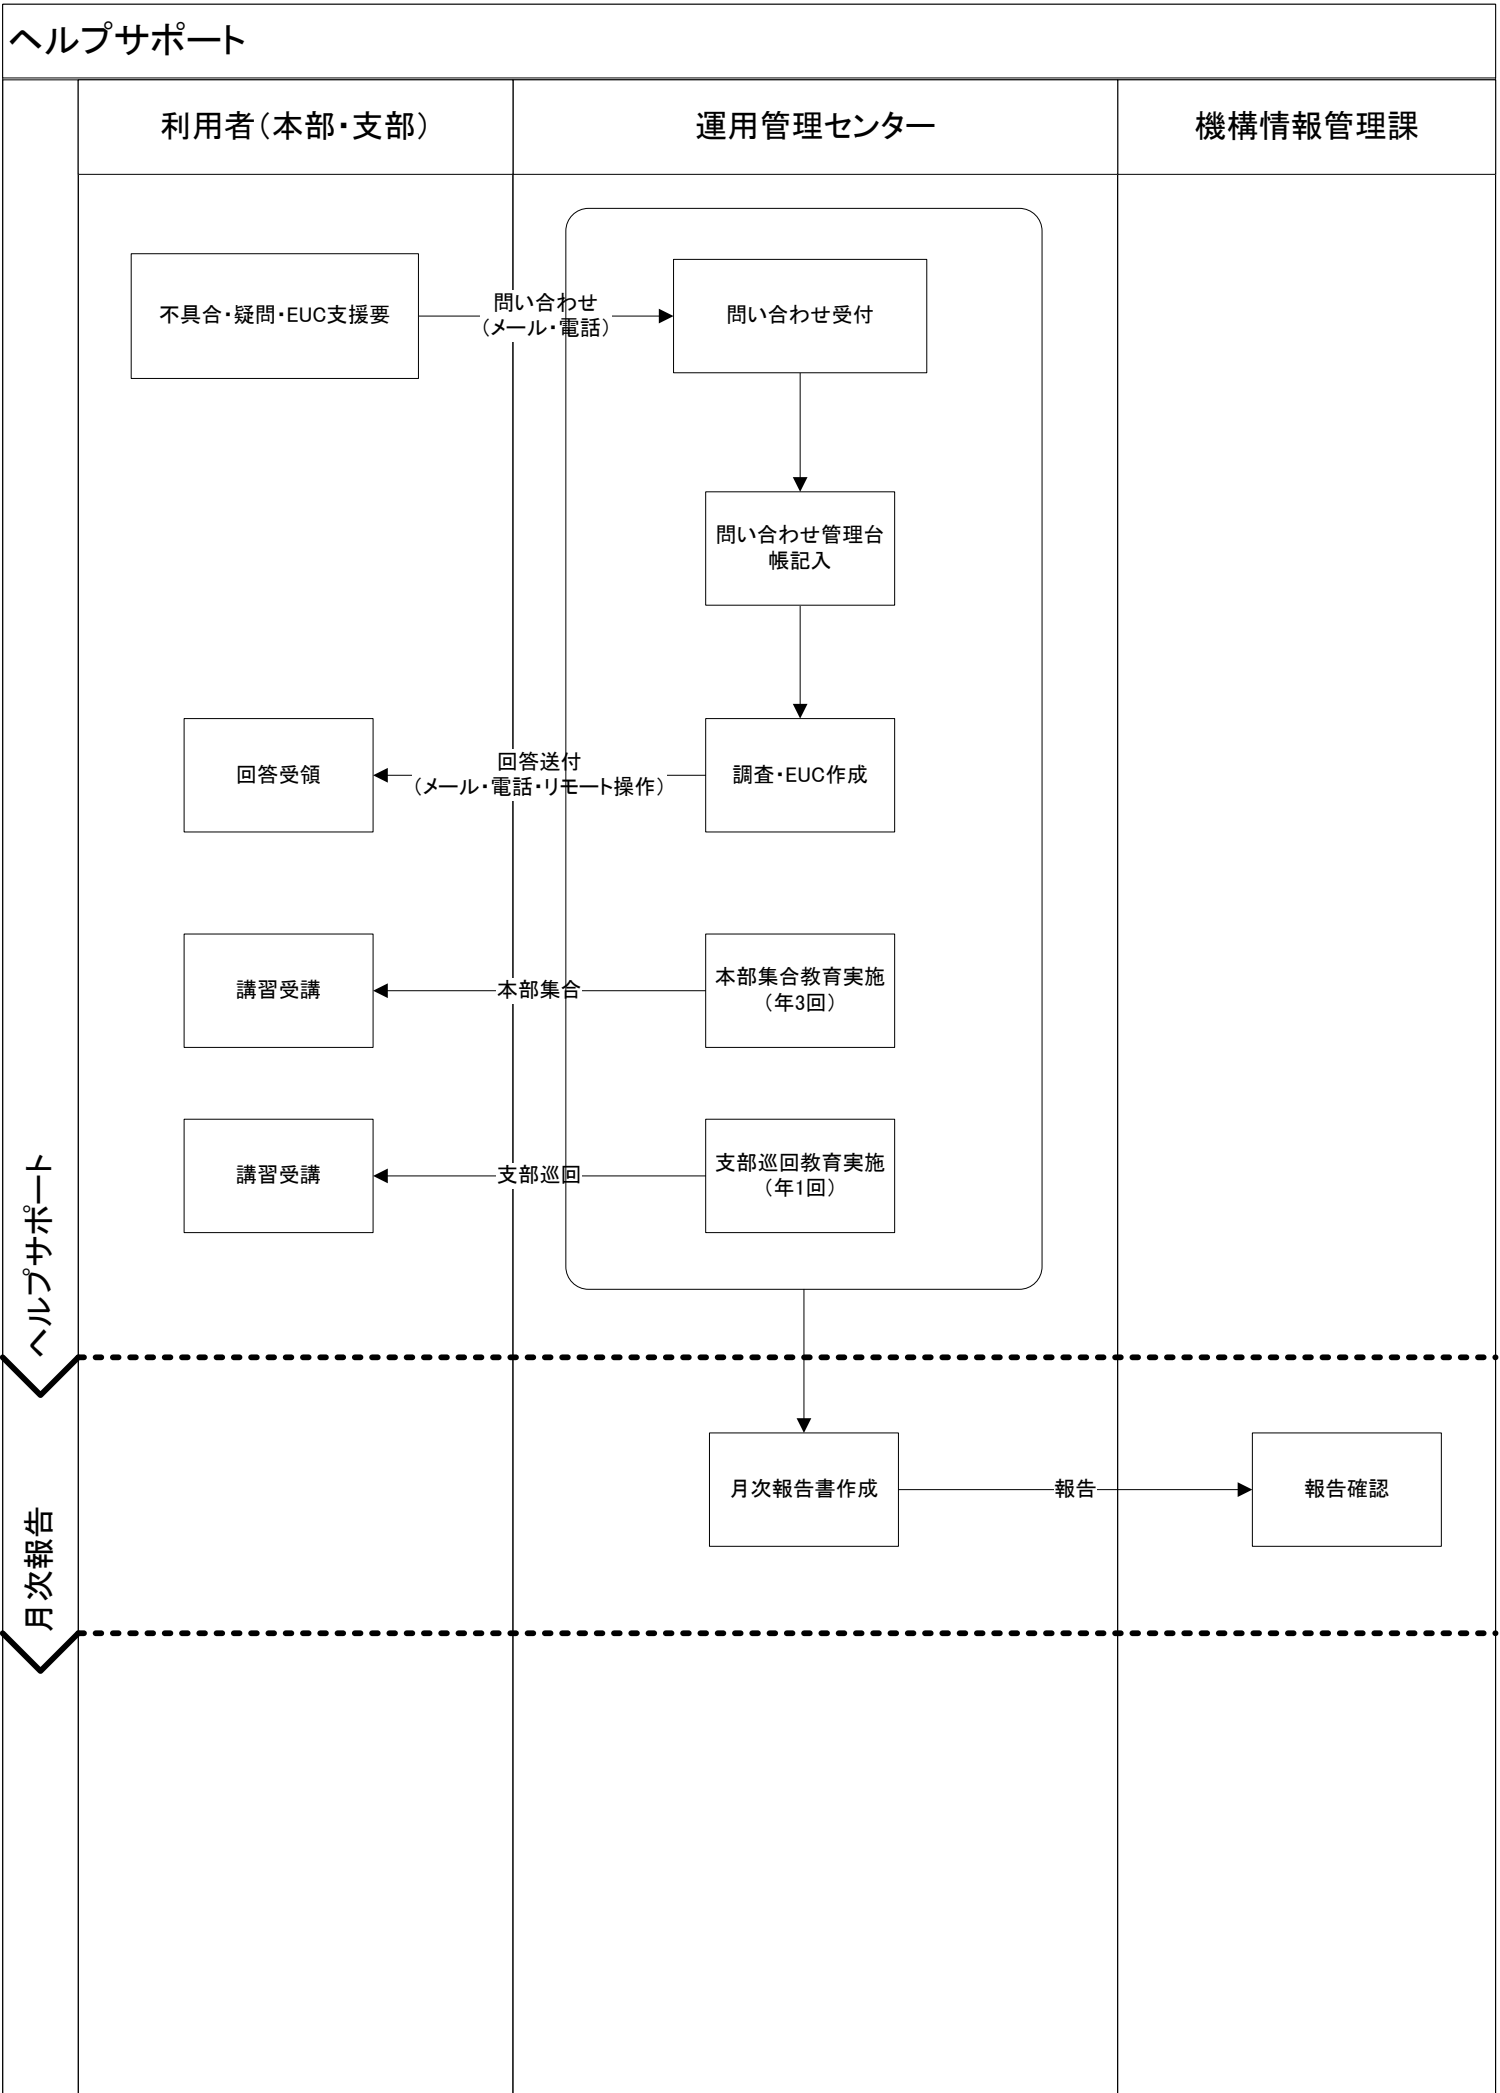 ヘルプサポート
利用者（本部・支部）
運用管理センター
機構情報管理課
不具合・疑問・EUC支援要
問い合わせ
（メール・電話）
問い合わせ受付
問い合わせ管理台
帳記入
回答受領
回答送付
（メール・電話・リモート操作）
調査・EUC作成
講習受講
本部集合
本部集合教育実施
（年3回）
講習受講
支部巡回
支部巡回教育実施
（年1回）
ヘルプサポート
月次報告書作成
報告
報告確認
月次報告